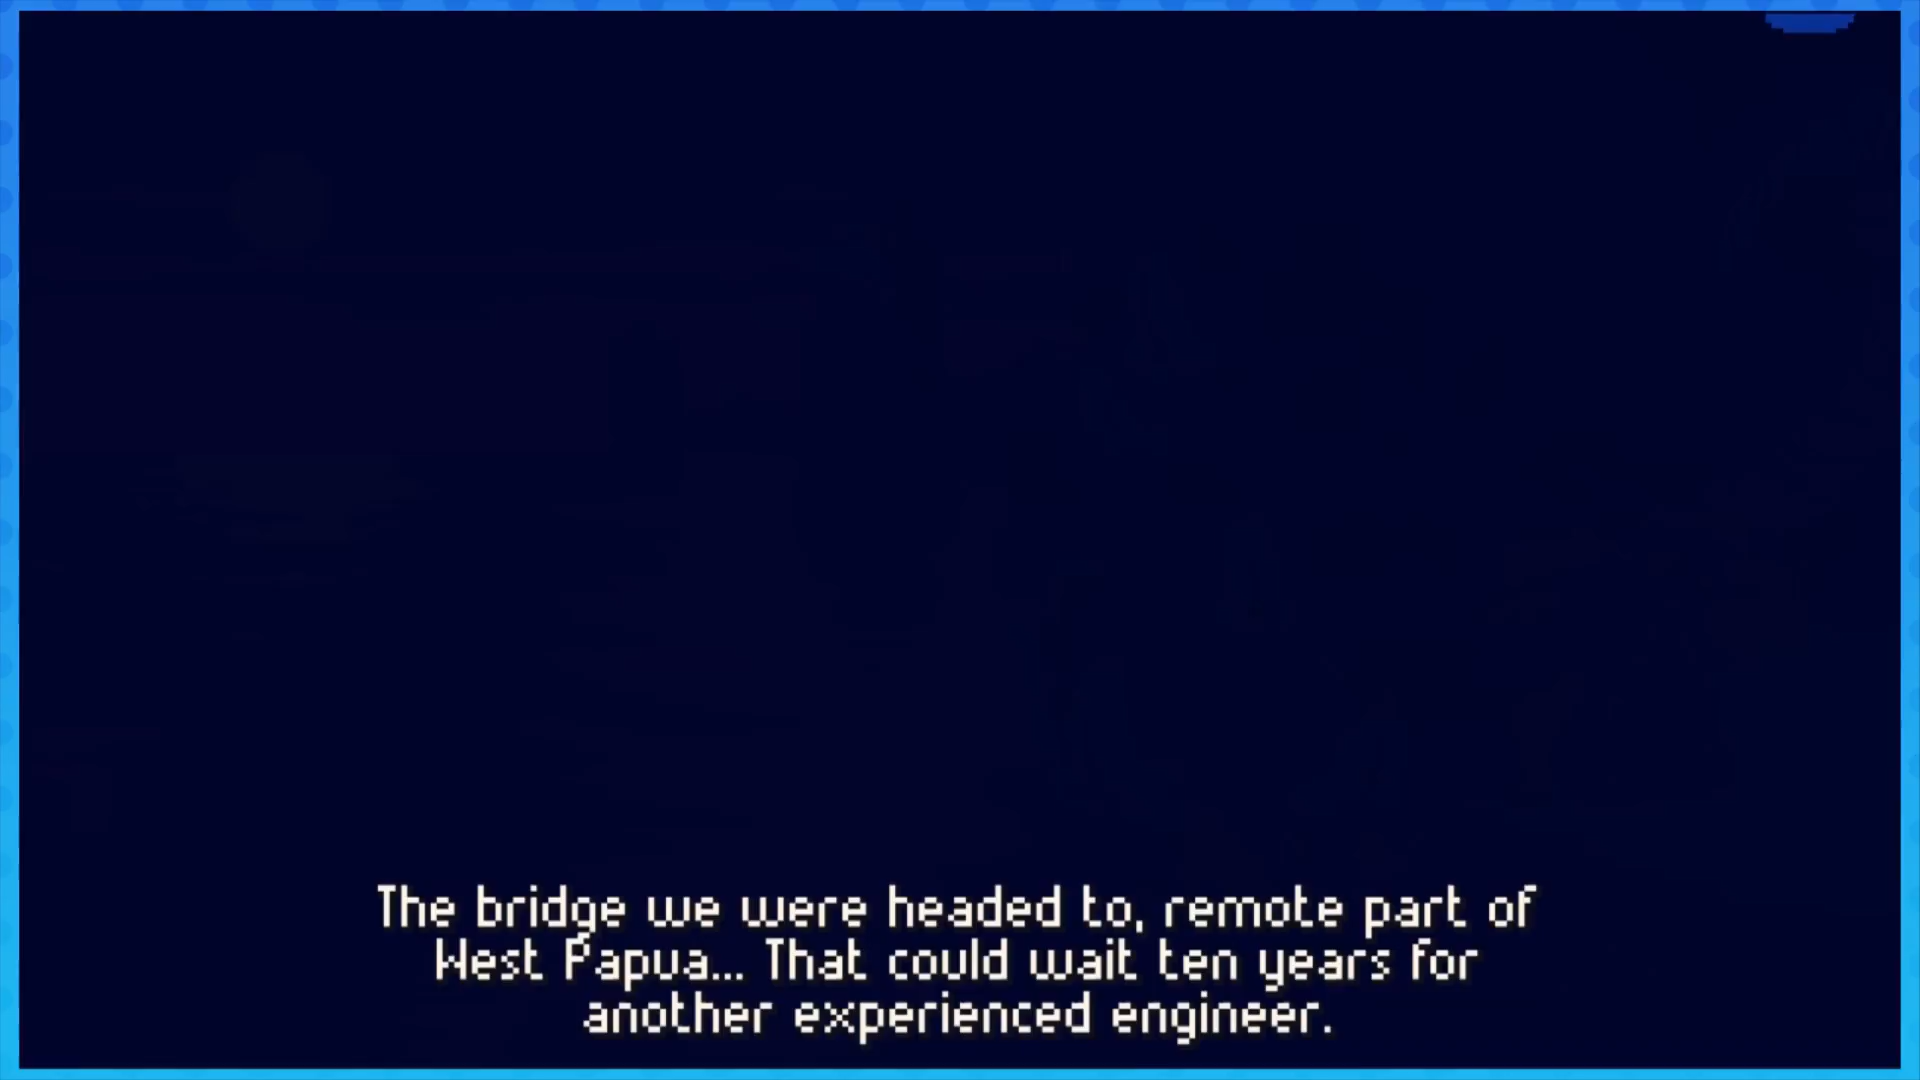 The bridge we were headed to, remote part of
West Papua... That could wait ten years for
another experienced engineer.